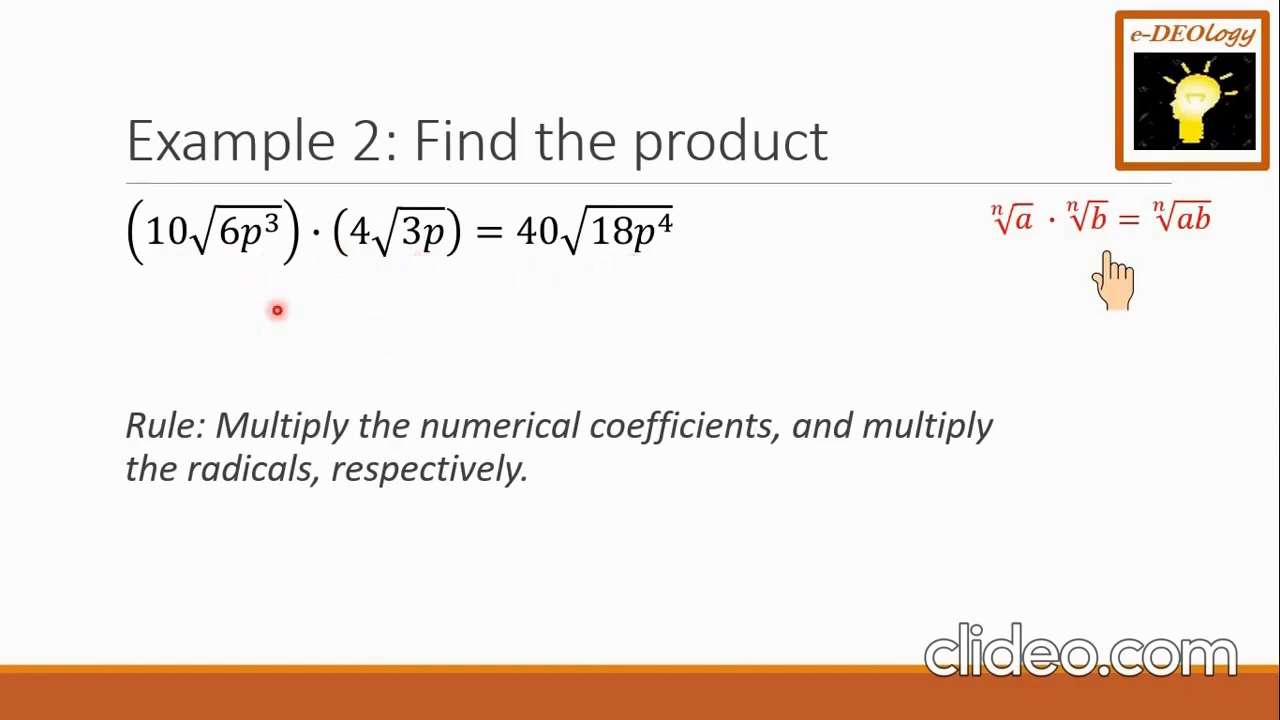 e-DEOlogy
Example 2: Find the product
(10√6p³) · (4√3p) = 40√18p⁴
ⁿ√a · ⁿ√b = ⁿ√ab
Rule: Multiply the numerical coefficients, and multiply
the radicals, respectively.
clideo.com